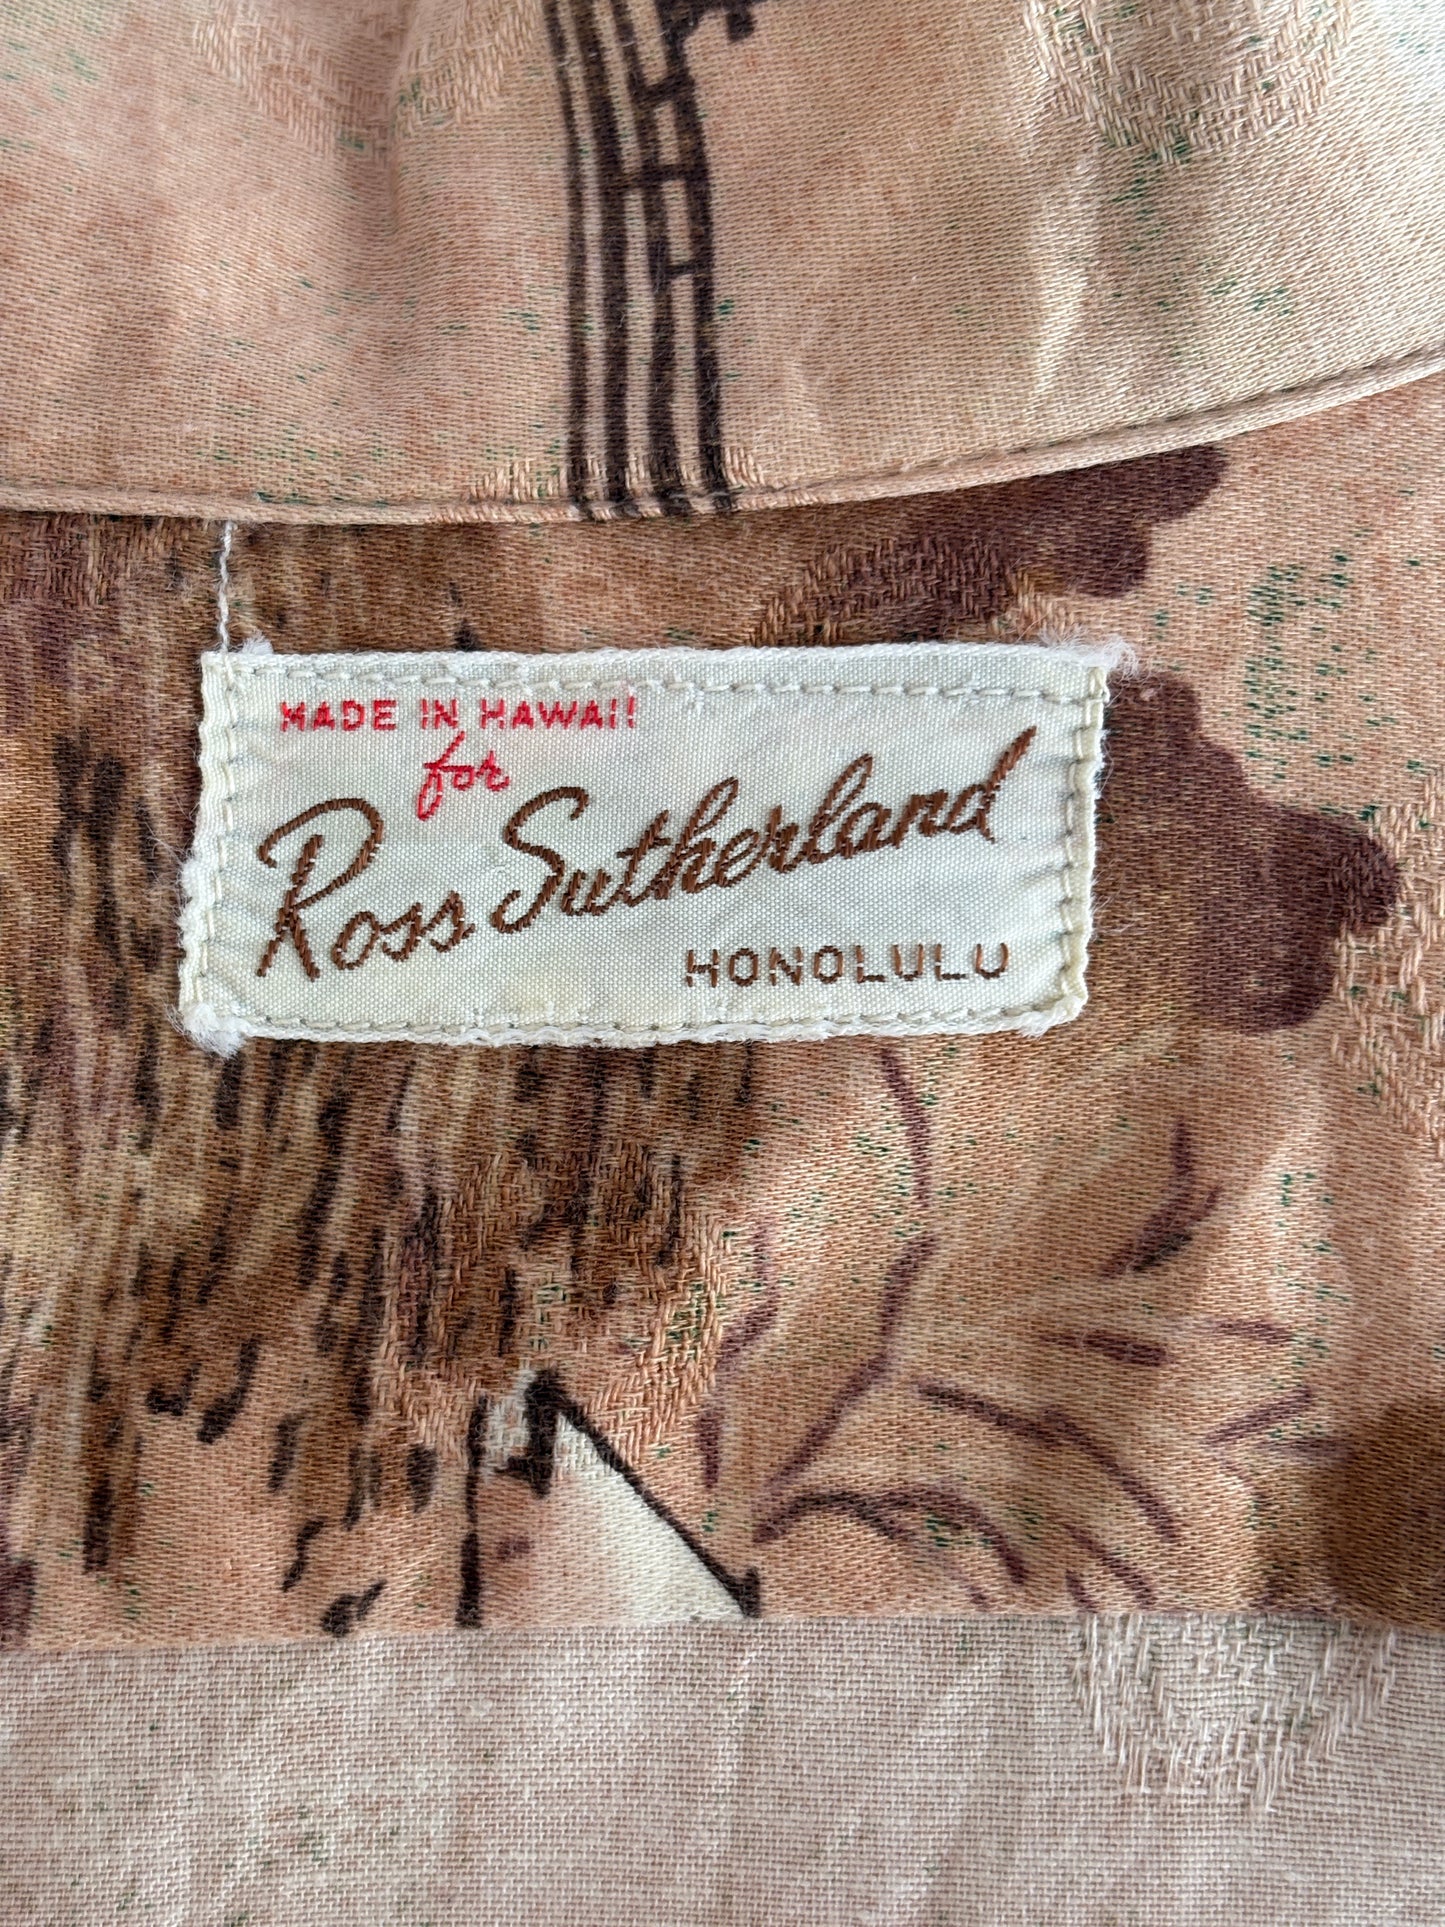 MADE IN HAWAII
for
Ross Sutherland
HONOLULU